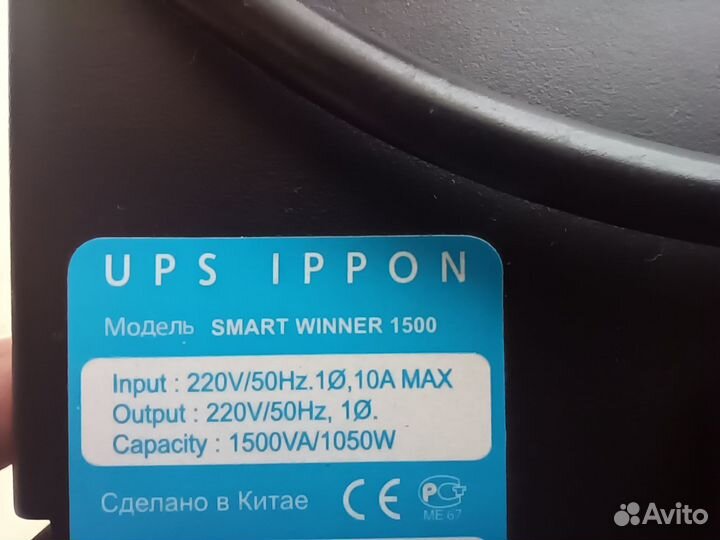 UPS IPPON
Модель SMART WINNER 1500
Input : 220V/50Hz.1Ø,10A MAX
Output : 220V/50Hz, 1Ø.
Capacity : 1500VA/1050W
Сделано в Китае CE РСТ
ME 67
Avito